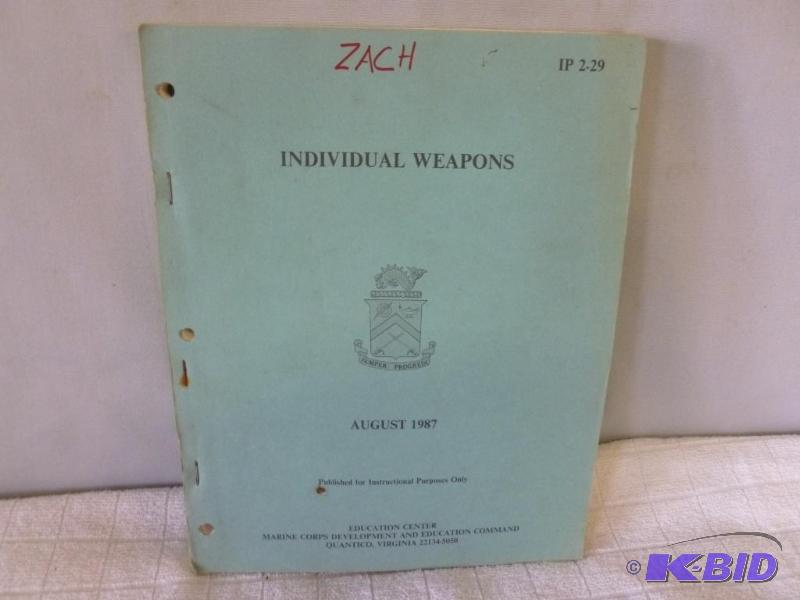 ZACH
IP 2-29
INDIVIDUAL WEAPONS
SEMPER PROGREDI
AUGUST 1987
Published for Instructional Purposes Only
EDUCATION CENTER
MARINE CORPS DEVELOPMENT AND EDUCATION COMMAND
QUANTICO, VIRGINIA 22134-5050
© K-BID